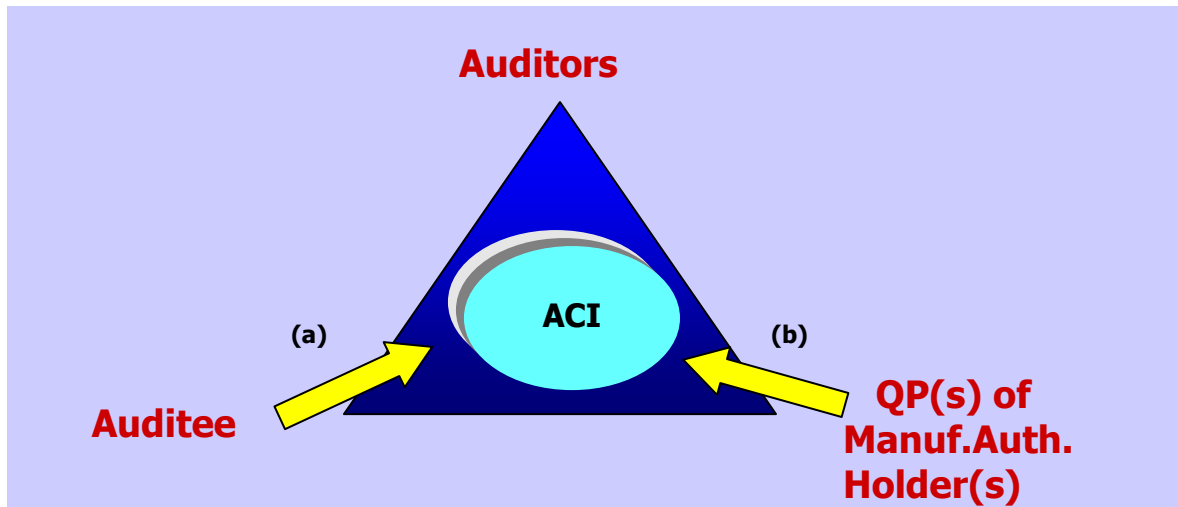 Auditors
ACI
(a)
(b)
Auditee
QP(s) of
Manuf.Auth.
Holder(s)